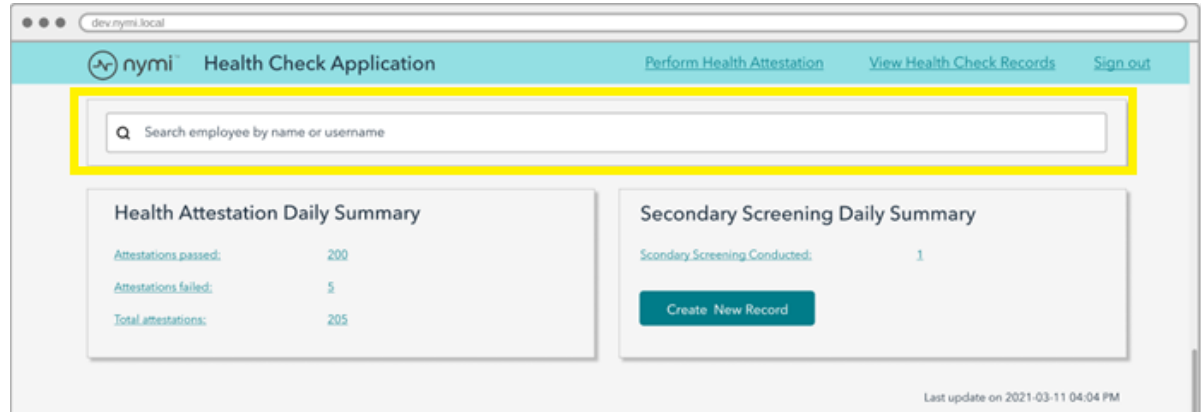 dev.nymi.local
nymi™ Health Check Application Perform Health Attestation View Health Check Records Sign out
Search employee by name or username
Health Attestation Daily Summary
Attestations passed: 200
Attestations failed: 5
Total attestations: 205
Secondary Screening Daily Summary
Scondary Screening Conducted: 1
Create New Record
Last update on 2021-03-11 04:04 PM